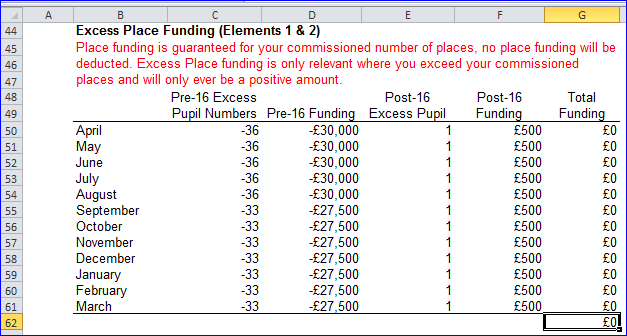 A B C D E F G
44 Excess Place Funding (Elements 1 & 2)
45 Place funding is guaranteed for your commissioned number of places, no place funding will be
46 deducted. Excess Place funding is only relevant where you exceed your commissioned
47 places and will only ever be a positive amount.
48 Pre-16 Excess Post-16 Post-16 Total
49 Pupil Numbers Pre-16 Funding Excess Pupil Funding Funding
50 April -36 -£30,000 1 £500 £0
51 May -36 -£30,000 1 £500 £0
52 June -36 -£30,000 1 £500 £0
53 July -36 -£30,000 1 £500 £0
54 August -36 -£30,000 1 £500 £0
55 September -33 -£27,500 1 £500 £0
56 October -33 -£27,500 1 £500 £0
57 November -33 -£27,500 1 £500 £0
58 December -33 -£27,500 1 £500 £0
59 January -33 -£27,500 1 £500 £0
60 February -33 -£27,500 1 £500 £0
61 March -33 -£27,500 1 £500 £0
62 £0